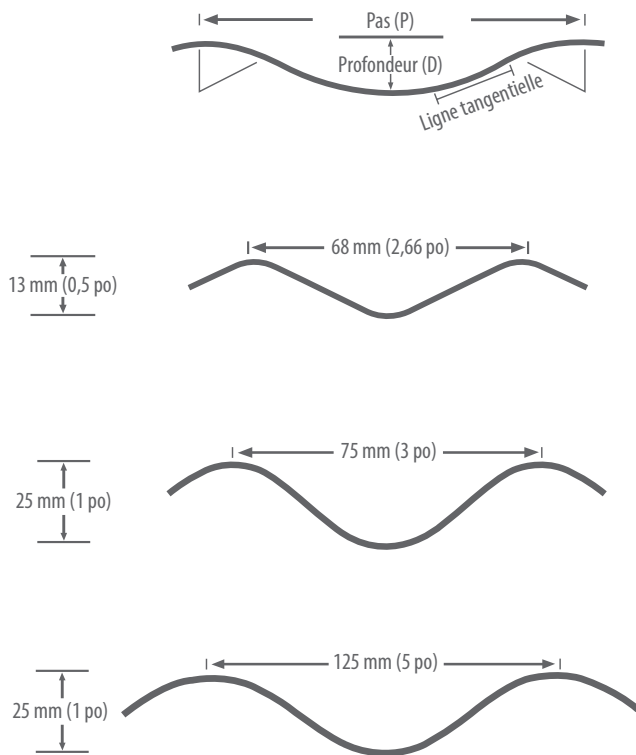 Pas (P)
Profondeur (D)
Ligne tangentielle
68 mm (2,66 po)
13 mm (0,5 po)
75 mm (3 po)
25 mm (1 po)
125 mm (5 po)
25 mm (1 po)